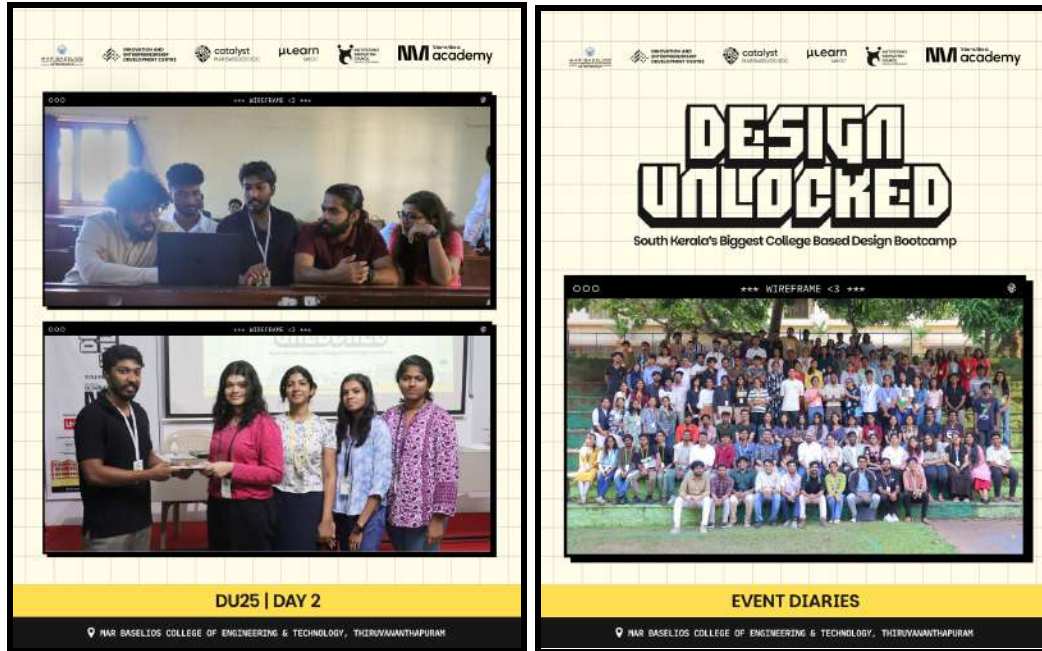 INNOVATION AND
ENTREPRENEURSHIP
DEVELOPMENT CENTRE
catalyst
µLearn
academy
*** WIREFRAME <3 ***
*** WIREFRAME <3 ***
DU25 | DAY 2
MAR BASELIOS COLLEGE OF ENGINEERING & TECHNOLOGY, THIRUVANANTHAPURAM
MAR BASELIOS
INNOVATION AND
ENTREPRENEURSHIP
DEVELOPMENT CENTRE
catalyst
µLearn
academy
DESIGN
UNLOCKED
South Kerala's Biggest College Based Design Bootcamp
*** WIREFRAME <3 ***
EVENT DIARIES
MAR BASELIOS COLLEGE OF ENGINEERING & TECHNOLOGY, THIRUVANANTHAPURAM